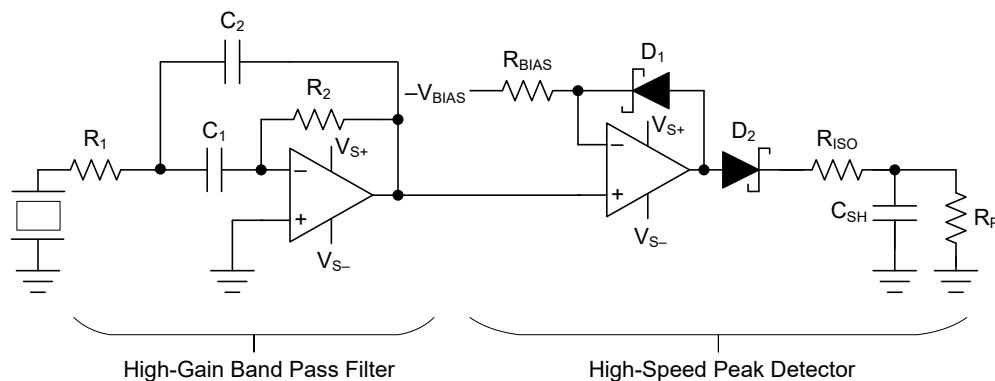 C2
D1
RBIAS
–VBIAS
R2
R1
C1
VS+
VS+
D2
RISO
–
–
+
+
CSH
RP
VS–
VS–
High-Gain Band Pass Filter
High-Speed Peak Detector